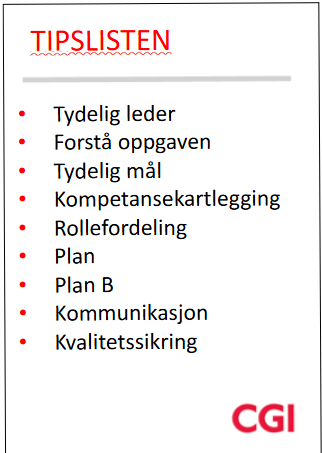 TIPSLISTEN
• Tydelig leder
• Forstå oppgaven
• Tydelig mål
• Kompetansekartlegging
• Rollefordeling
• Plan
• Plan B
• Kommunikasjon
• Kvalitetssikring
CGI